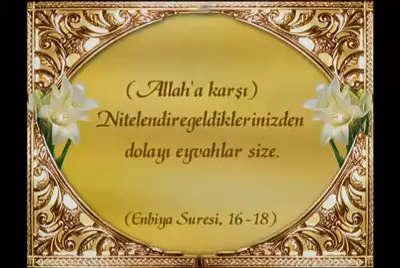 (Allah'a karşı)
Nitelendiregeldiklerinizden
dolayı eyvahlar size.
(Enbiya Suresi, 16-18)